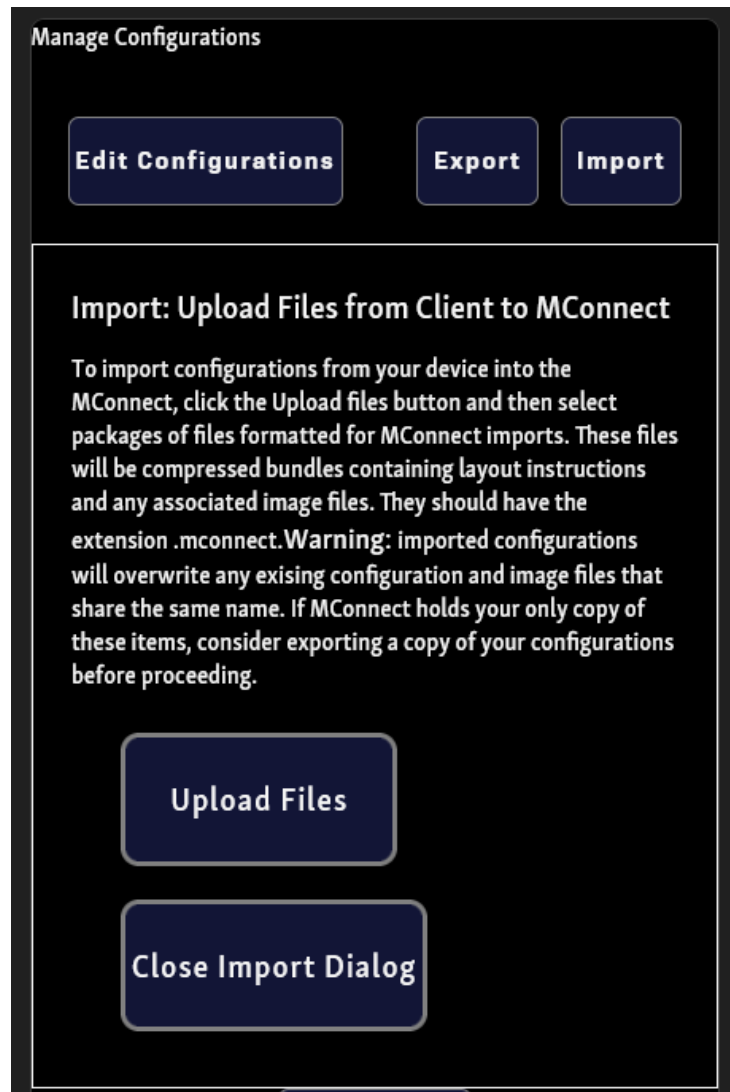 Manage Configurations
Edit Configurations
Export
Import
Import: Upload Files from Client to MConnect
To import configurations from your device into the
MConnect, click the Upload files button and then select
packages of files formatted for MConnect imports. These files
will be compressed bundles containing layout instructions
and any associated image files. They should have the
extension .mconnect.Warning: imported configurations
will overwrite any exising configuration and image files that
share the same name. If MConnect holds your only copy of
these items, consider exporting a copy of your configurations
before proceeding.
Upload Files
Close Import Dialog